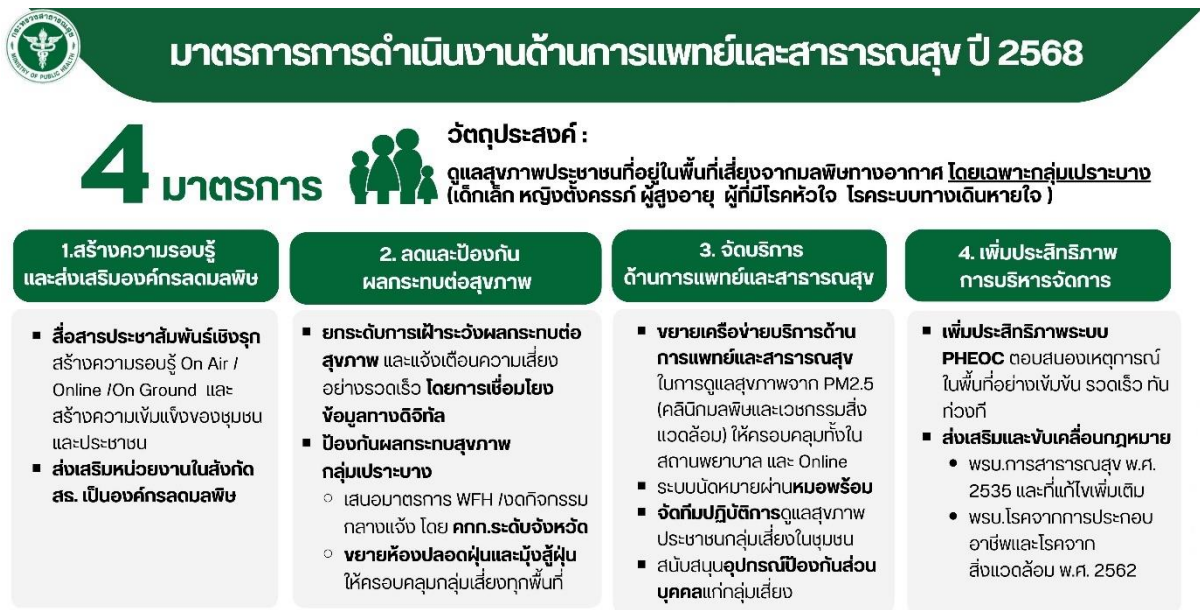 กระทรวงสาธารณสุข
MINISTRY OF PUBLIC HEALTH
มาตรการการดำเนินงานด้านการแพทย์และสาธารณสุข ปี 2568
4 มาตรการ
วัตถุประสงค์ :
ดูแลสุขภาพประชาชนที่อยู่ในพื้นที่เสี่ยงจากมลพิษทางอากาศ โดยเฉพาะกลุ่มเปราะบาง
(เด็กเล็ก หญิงตั้งครรภ์ ผู้สูงอายุ ผู้ที่มีโรคหัวใจ โรคระบบทางเดินหายใจ )
1.สร้างความรอบรู้
และส่งเสริมองค์กรลดมลพิษ
▪ สื่อสารประชาสัมพันธ์เชิงรุก
สร้างความรอบรู้ On Air /
Online /On Ground และ
สร้างความเข้มแข็งของชุมชน
และประชาชน
▪ ส่งเสริมหน่วยงานในสังกัด
สธ. เป็นองค์กรลดมลพิษ
2. ลดและป้องกัน
ผลกระทบต่อสุขภาพ
▪ ยกระดับการเฝ้าระวังผลกระทบต่อ
สุขภาพ และแจ้งเตือนความเสี่ยง
อย่างรวดเร็ว โดยการเชื่อมโยง
ข้อมูลทางดิจิทัล
▪ ป้องกันผลกระทบสุขภาพ
กลุ่มเปราะบาง
○ เสนอมาตรการ WFH /งดกิจกรรม
กลางแจ้ง โดย คกก.ระดับจังหวัด
○ ขยายห้องปลอดฝุ่นและมุ้งสู้ฝุ่น
ให้ครอบคลุมกลุ่มเสี่ยงทุกพื้นที่
3. จัดบริการ
ด้านการแพทย์และสาธารณสุข
▪ ขยายเครือข่ายบริการด้าน
การแพทย์และสาธารณสุข
ในการดูแลสุขภาพจาก PM2.5
(คลินิกมลพิษและเวชกรรมสิ่ง
แวดล้อม) ให้ครอบคลุมทั้งใน
สถานพยาบาล และ Online
▪ ระบบนัดหมายผ่านหมอพร้อม
▪ จัดทีมปฏิบัติการดูแลสุขภาพ
ประชาชนกลุ่มเสี่ยงในชุมชน
▪ สนับสนุนอุปกรณ์ป้องกันส่วน
บุคคลแก่กลุ่มเสี่ยง
4. เพิ่มประสิทธิภาพ
การบริหารจัดการ
▪ เพิ่มประสิทธิภาพระบบ
PHEOC ตอบสนองเหตุการณ์
ในพื้นที่อย่างเข้มข้น รวดเร็ว ทัน
ท่วงที
▪ ส่งเสริมและขับเคลื่อนกฎหมาย
● พรบ.การสาธารณสุข พ.ศ.
2535 และที่แก้ไขเพิ่มเติม
● พรบ.โรคจากการประกอบ
อาชีพและโรคจาก
สิ่งแวดล้อม พ.ศ. 2562